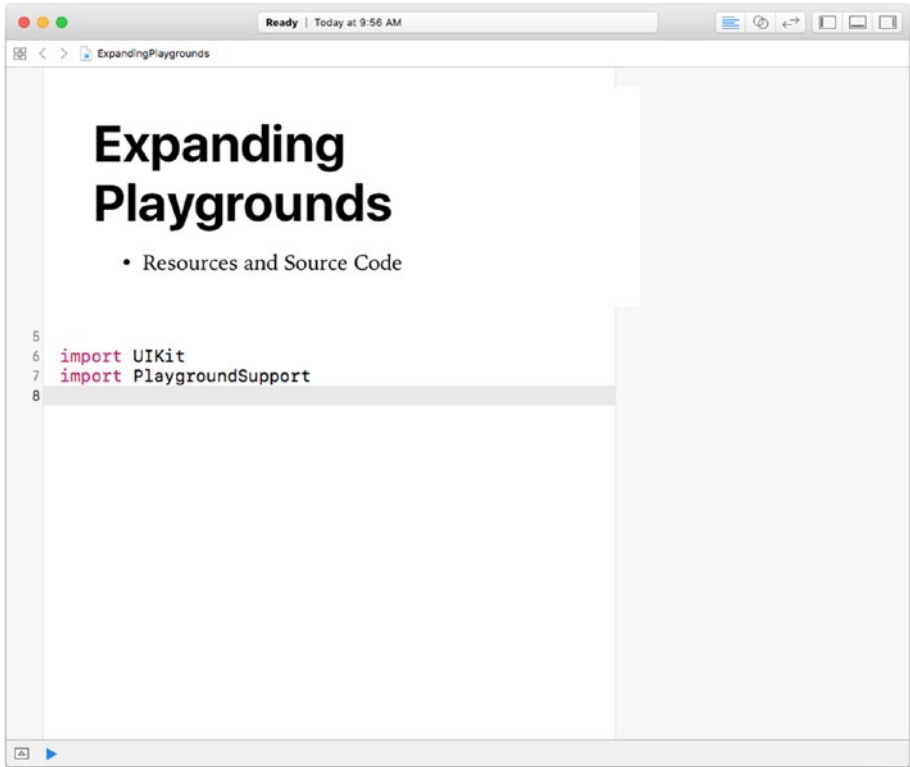 Ready | Today at 9:56 AM
ExpandingPlaygrounds
Expanding
Playgrounds
• Resources and Source Code
5
6 import UIKit
7 import PlaygroundSupport
8